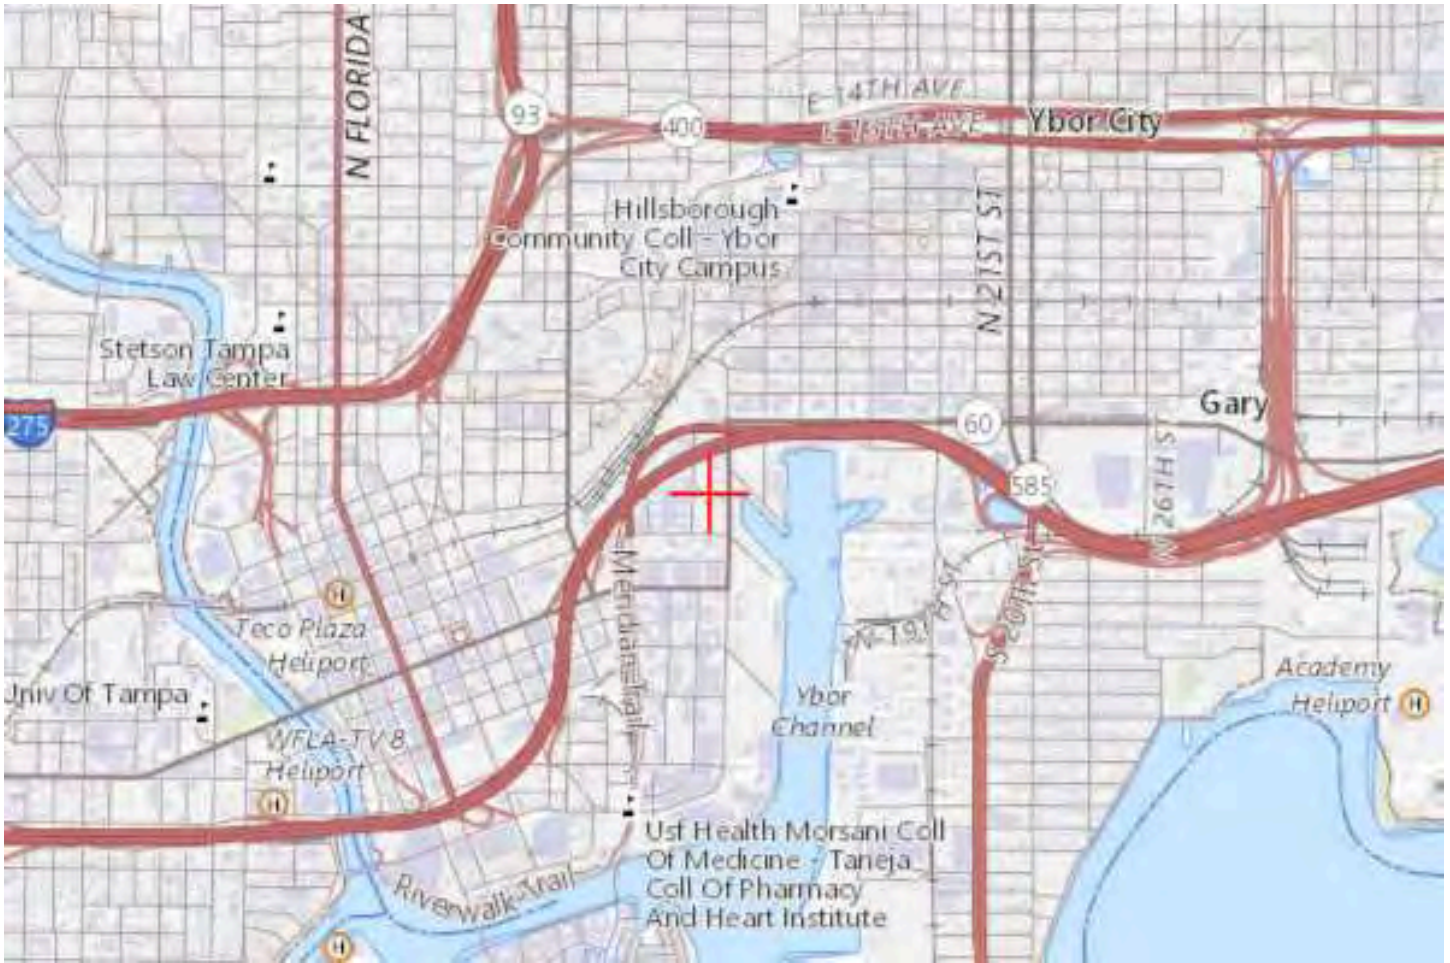 N FLORIDA
93
400
E 14TH AVE
E 13TH AVE
Ybor City
Hillsborough
Community Coll - Ybor
City Campus
N 21ST ST
Stetson Tampa
Law Center
275
60
Gary
585
N 26TH ST
Meridian Trail
H
Teco Plaza
Heliport
N 19TH ST
S 20th St
Univ Of Tampa
Ybor
Channel
Academy
Heliport
H
WFLA-TV 8
Heliport
H
Usf Health Morsani Coll
Of Medicine - Taneja
Coll Of Pharmacy
And Heart Institute
Riverwalk Trail
H